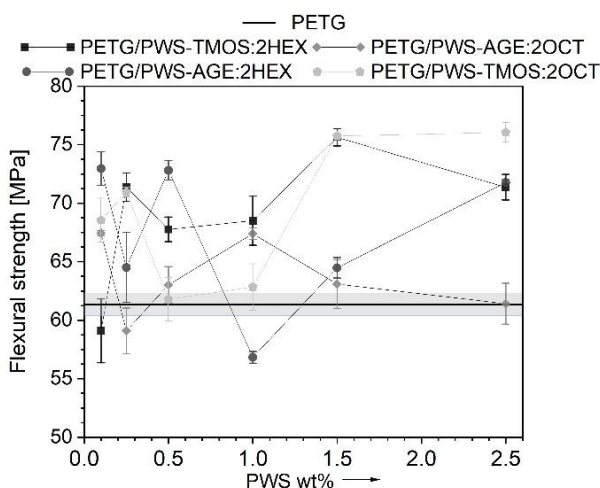 PETG
PETG/PWS-TMOS:2HEX PETG/PWS-AGE:2OCT
PETG/PWS-AGE:2HEX PETG/PWS-TMOS:2OCT
80
75
70
65
60
55
50
Flexural strength [MPa]
0.0 0.5 1.0 1.5 2.0 2.5
PWS wt%